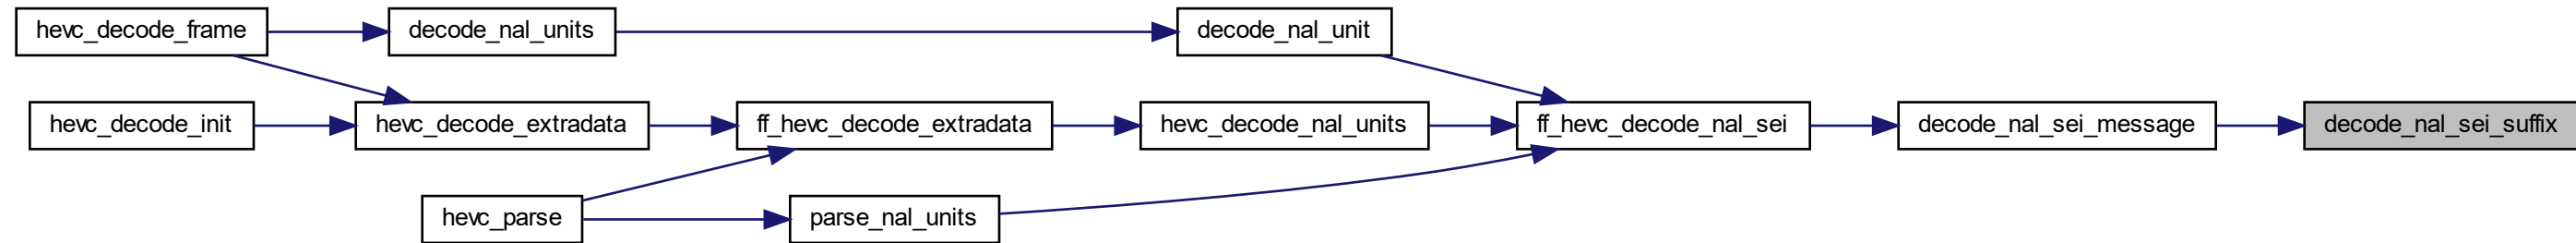 hevc_decode_frame
decode_nal_units
decode_nal_unit
hevc_decode_init
hevc_decode_extradata
ff_hevc_decode_extradata
hevc_decode_nal_units
ff_hevc_decode_nal_sei
decode_nal_sei_message
decode_nal_sei_suffix
hevc_parse
parse_nal_units